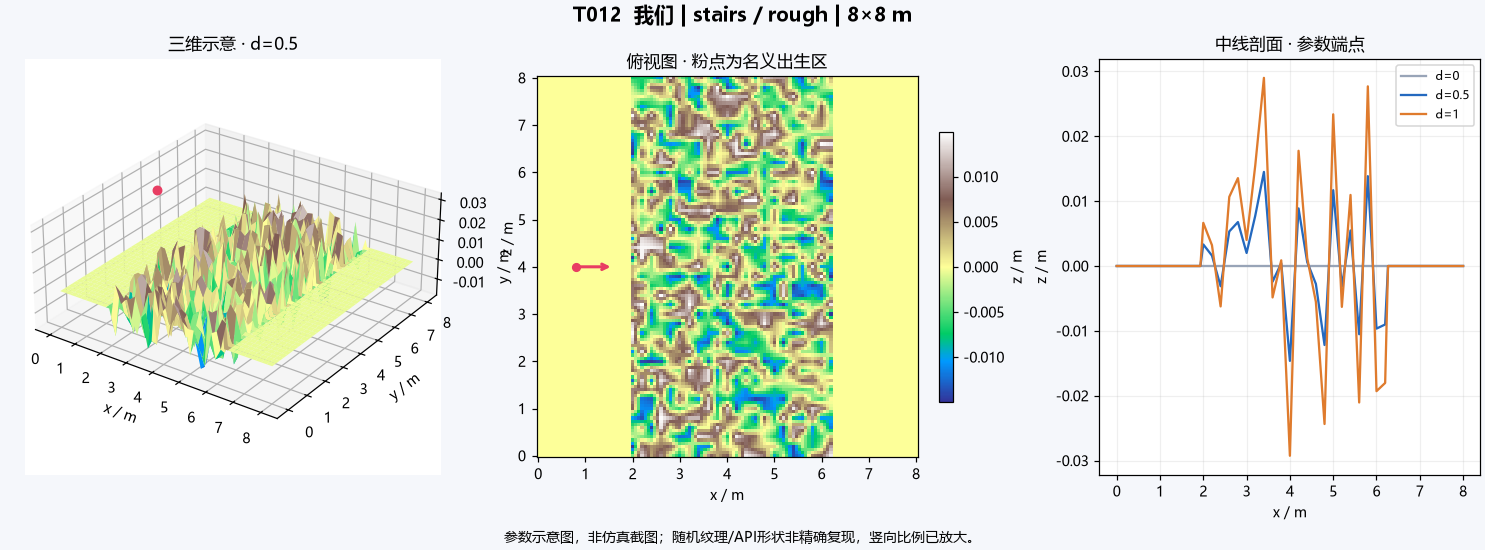 T012 我们 | stairs / rough | 8×8 m
三维示意 · d=0.5
0.03
0.02
0.01
0.00
-0.01
z / m
0 1 2 3 4 5 6 7 8
x / m
0 1 2 3 4 5 6 7 8
y / m
俯视图 · 粉点为名义出生区
8
7
6
5
4
3
2
1
0
y / m
0 1 2 3 4 5 6 7 8
x / m
0.010
0.005
0.000
-0.005
-0.010
z / m
中线剖面 · 参数端点
d=0
d=0.5
d=1
0.03
0.02
0.01
0.00
-0.01
-0.02
-0.03
z / m
0 1 2 3 4 5 6 7 8
x / m
参数示意图，非仿真截图；随机纹理/API形状非精确复现，竖向比例已放大。